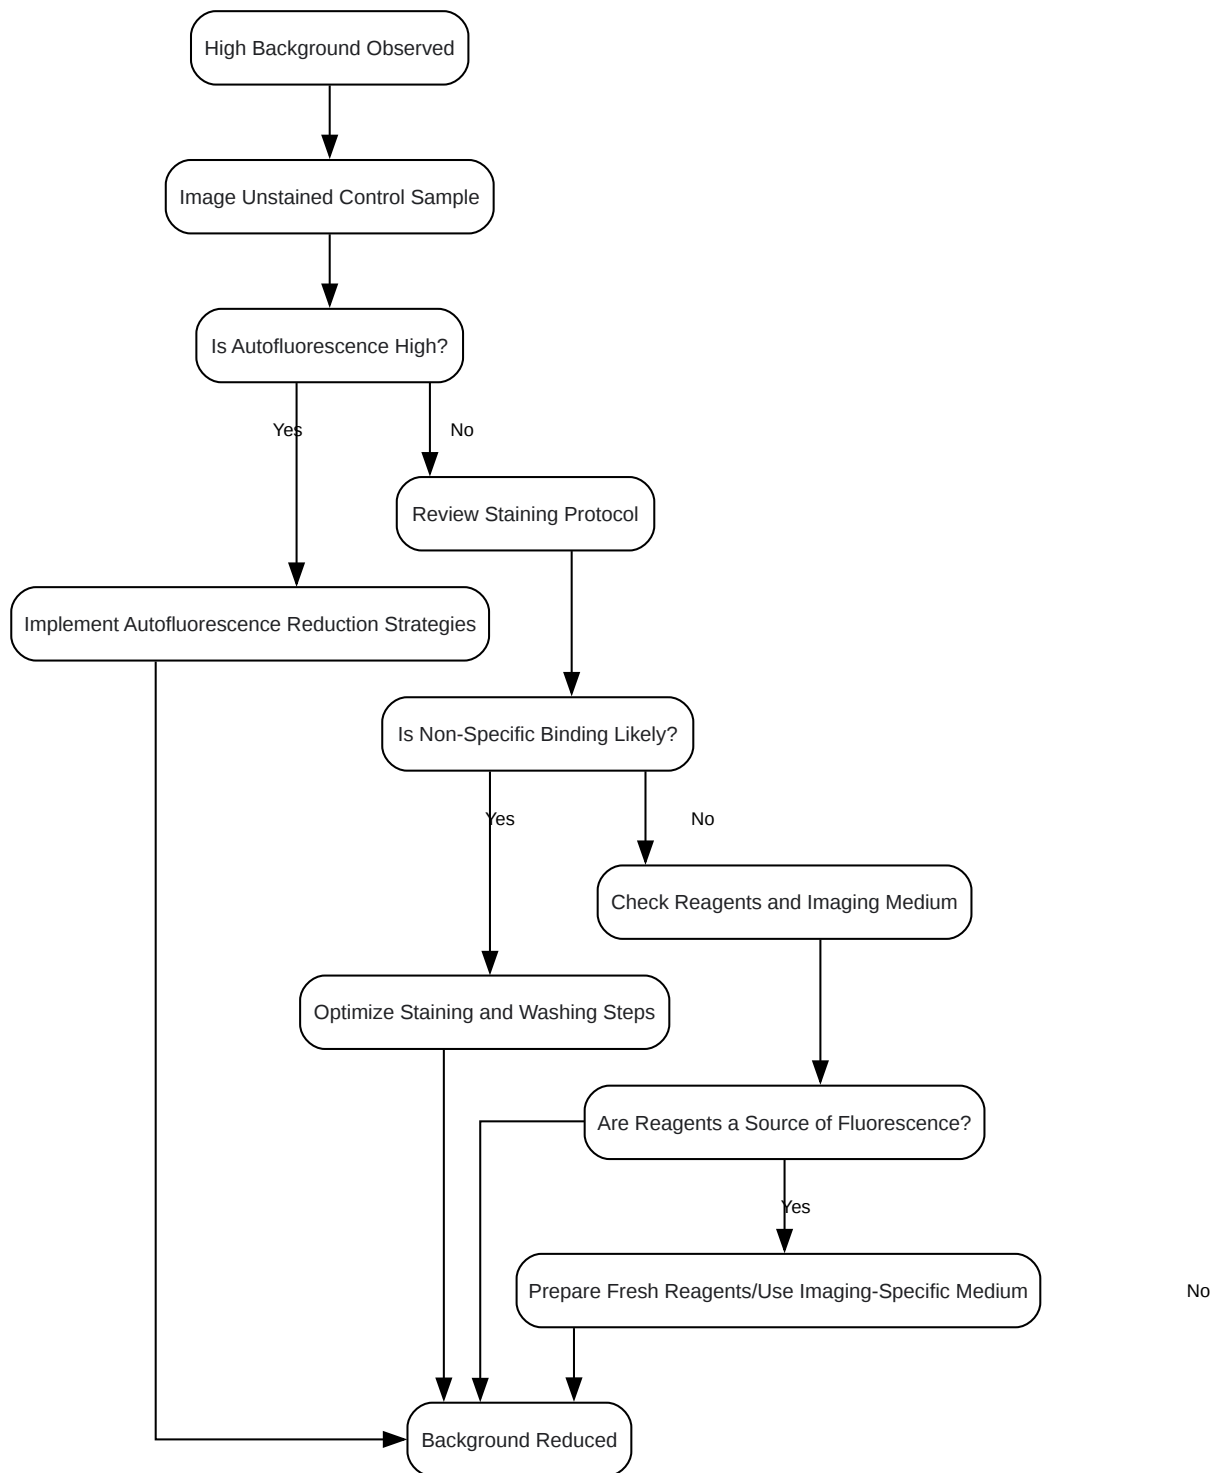 High Background Observed
Image Unstained Control Sample
Is Autofluorescence High?
Yes
No
Review Staining Protocol
Implement Autofluorescence Reduction Strategies
Is Non-Specific Binding Likely?
Yes
No
Check Reagents and Imaging Medium
Optimize Staining and Washing Steps
Are Reagents a Source of Fluorescence?
Yes
Prepare Fresh Reagents/Use Imaging-Specific Medium
No
Background Reduced